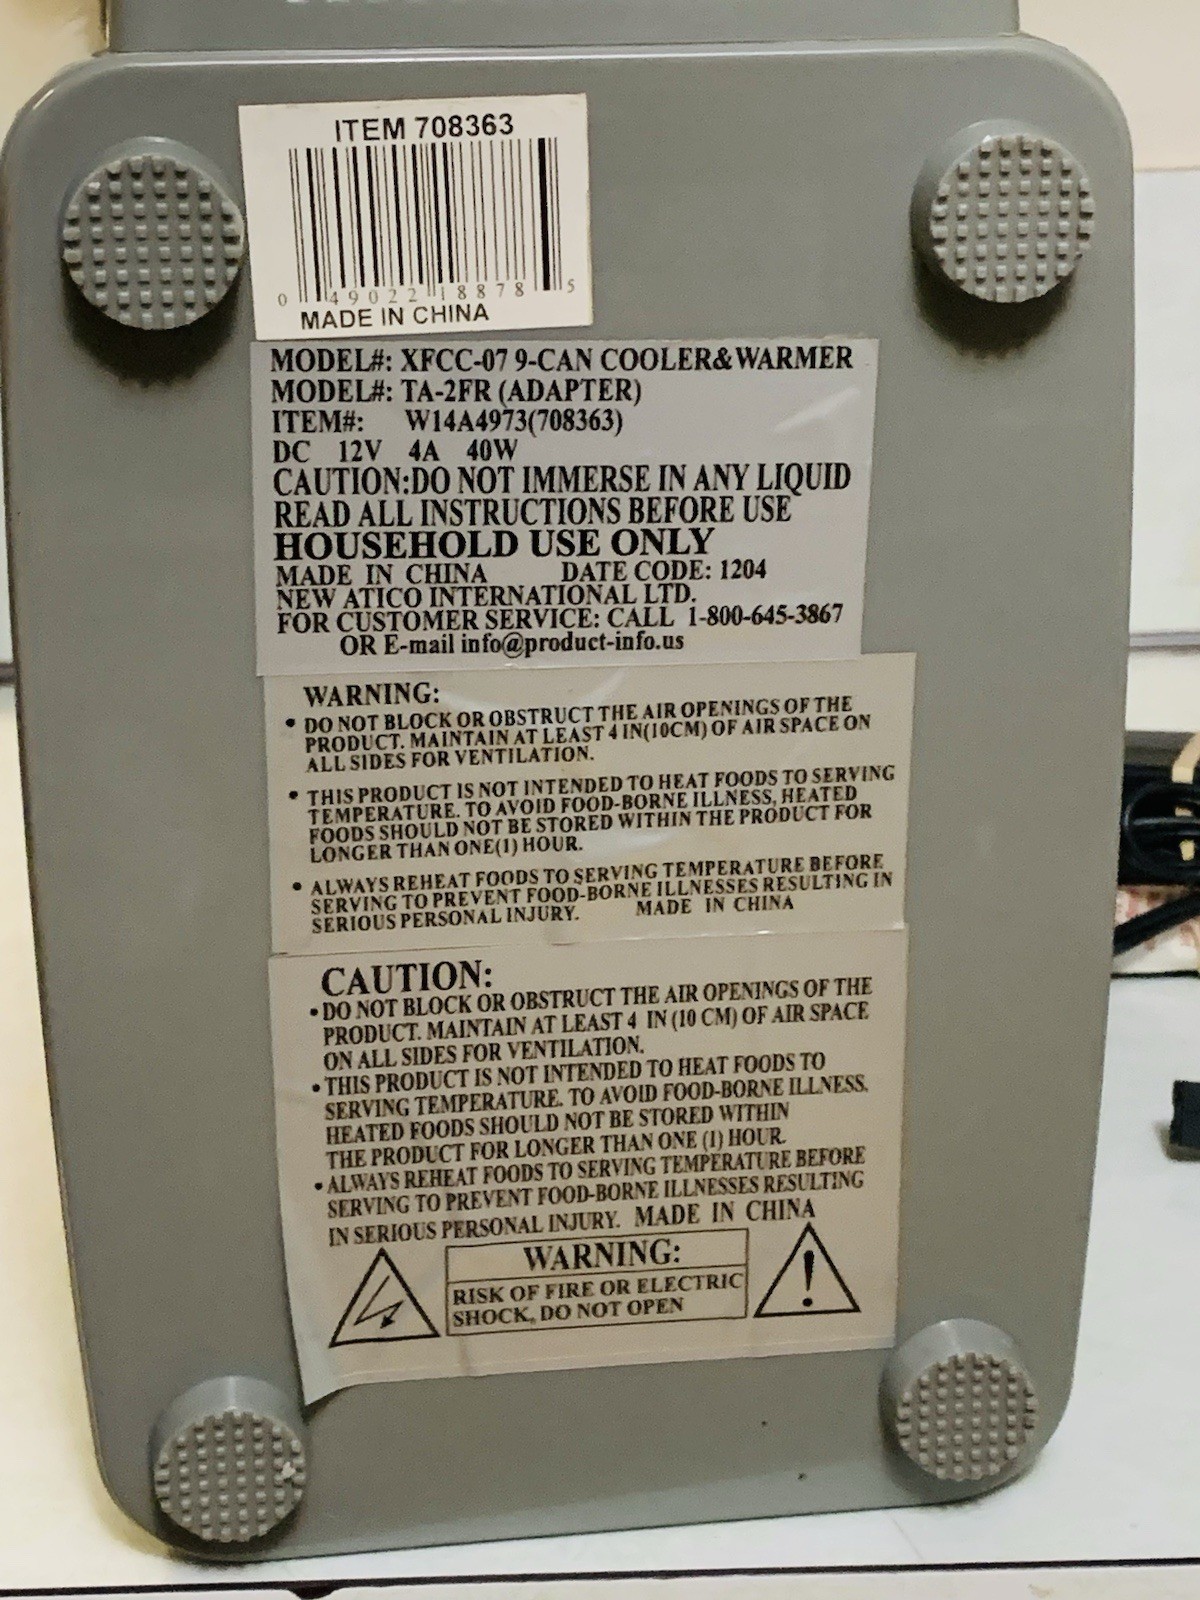 ITEM 708363
0 49022 18878 5
MADE IN CHINA
MODEL#: XFCC-07 9-CAN COOLER&WARMER
MODEL#: TA-2FR (ADAPTER)
ITEM#: W14A4973(708363)
DC 12V 4A 40W
CAUTION:DO NOT IMMERSE IN ANY LIQUID
READ ALL INSTRUCTIONS BEFORE USE
HOUSEHOLD USE ONLY
MADE IN CHINA DATE CODE: 1204
NEW ATICO INTERNATIONAL LTD.
FOR CUSTOMER SERVICE: CALL 1-800-645-3867
OR E-mail info@product-info.us
WARNING:
• DO NOT BLOCK OR OBSTRUCT THE AIR OPENINGS OF THE
PRODUCT. MAINTAIN AT LEAST 4 IN(10CM) OF AIR SPACE ON
ALL SIDES FOR VENTILATION.
• THIS PRODUCT IS NOT INTENDED TO HEAT FOODS TO SERVING
TEMPERATURE. TO AVOID FOOD-BORNE ILLNESS, HEATED
FOODS SHOULD NOT BE STORED WITHIN THE PRODUCT FOR
LONGER THAN ONE(1) HOUR.
• ALWAYS REHEAT FOODS TO SERVING TEMPERATURE BEFORE
SERVING TO PREVENT FOOD-BORNE ILLNESSES RESULTING IN
SERIOUS PERSONAL INJURY. MADE IN CHINA
CAUTION:
• DO NOT BLOCK OR OBSTRUCT THE AIR OPENINGS OF THE
PRODUCT. MAINTAIN AT LEAST 4 IN (10 CM) OF AIR SPACE
ON ALL SIDES FOR VENTILATION.
• THIS PRODUCT IS NOT INTENDED TO HEAT FOODS TO
SERVING TEMPERATURE. TO AVOID FOOD-BORNE ILLNESS.
HEATED FOODS SHOULD NOT BE STORED WITHIN
THE PRODUCT FOR LONGER THAN ONE (1) HOUR.
• ALWAYS REHEAT FOODS TO SERVING TEMPERATURE BEFORE
SERVING TO PREVENT FOOD-BORNE ILLNESSES RESULTING
IN SERIOUS PERSONAL INJURY. MADE IN CHINA
WARNING:
RISK OF FIRE OR ELECTRIC
SHOCK, DO NOT OPEN